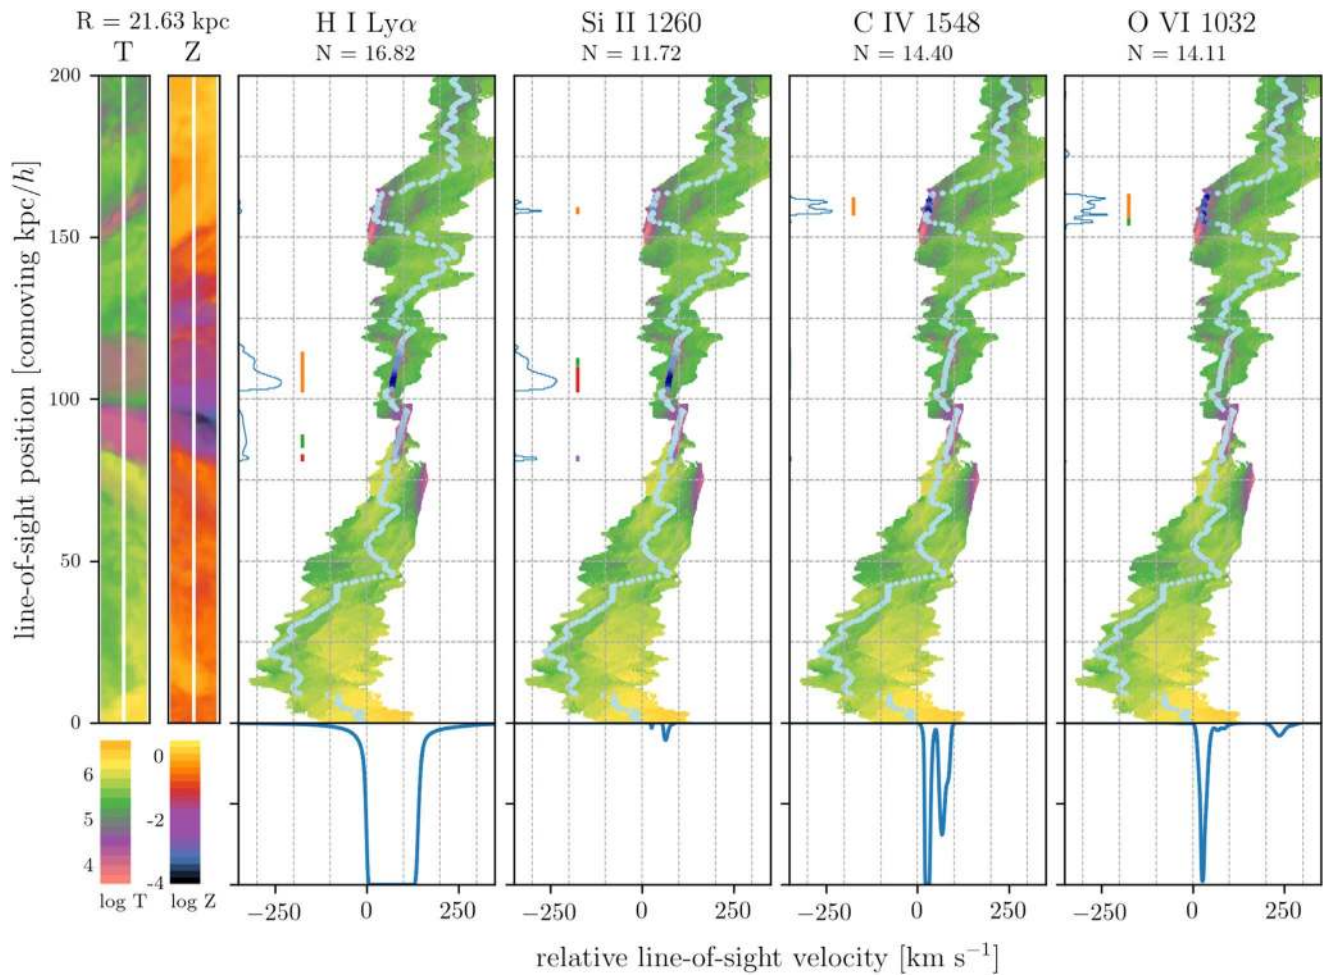 R = 21.63 kpc
T Z
H I Lyα
N = 16.82
Si II 1260
N = 11.72
C IV 1548
N = 14.40
O VI 1032
N = 14.11
line-of-sight position [comoving kpc/h]
200
150
100
50
0
6
5
4
log T
0
-2
-4
log Z
−250 0 250
−250 0 250
−250 0 250
−250 0 250
relative line-of-sight velocity [km s⁻¹]